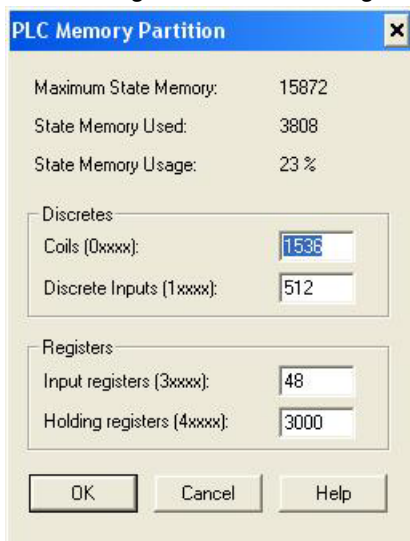 PLC Memory Partition
Maximum State Memory: 15872
State Memory Used: 3808
State Memory Usage: 23 %
Discretes
Coils (0xxxx): 1536
Discrete Inputs (1xxxx): 512
Registers
Input registers (3xxxx): 48
Holding registers (4xxxx): 3000
OK Cancel Help